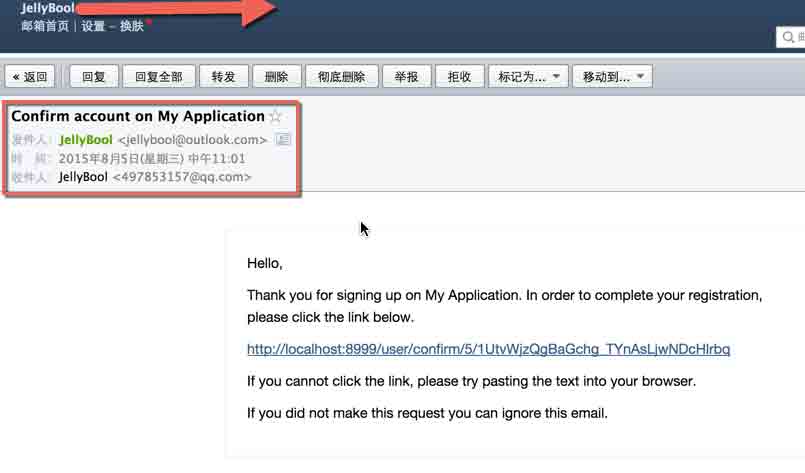 JellyBool
邮箱首页 | 设置 - 换肤
« 返回 回复 回复全部 转发 删除 彻底删除 举报 拒收 标记为... 移动到...
Confirm account on My Application ☆
发件人: JellyBool <jellybool@outlook.com>
时 间: 2015年8月5日(星期三) 中午11:01
收件人: JellyBool <497853157@qq.com>
Hello,
Thank you for signing up on My Application. In order to complete your registration,
please click the link below.
http://localhost:8999/user/confirm/5/1UtvWjzQgBaGchg_TYnAsLjwNDcHIrbq
If you cannot click the link, please try pasting the text into your browser.
If you did not make this request you can ignore this email.